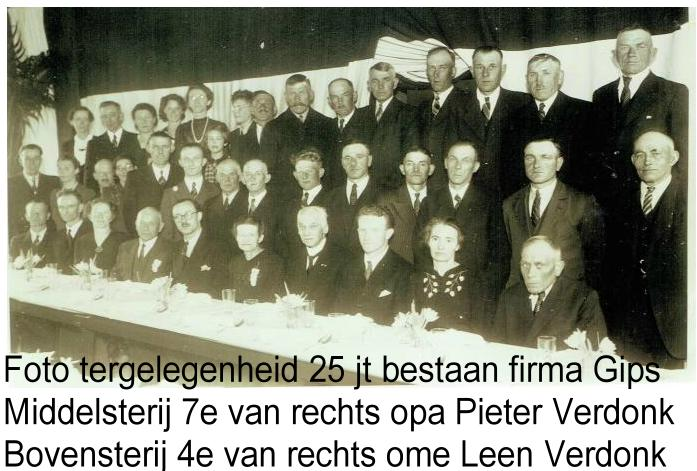 Foto tergelegenheid 25 jt bestaan firma Gips
Middelsterij 7e van rechts opa Pieter Verdonk
Bovensterij 4e van rechts ome Leen Verdonk